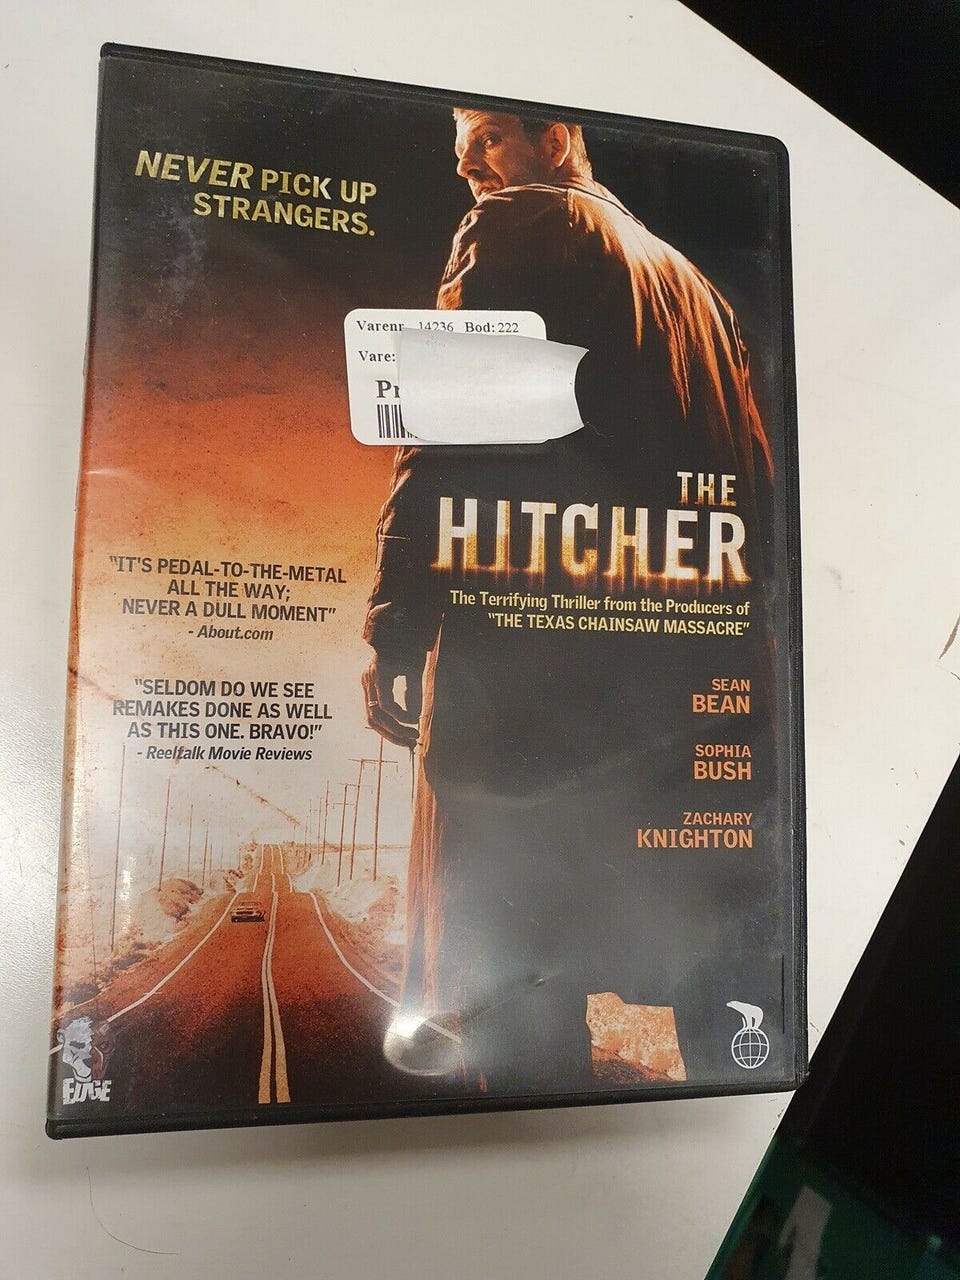 NEVER PICK UP
STRANGERS.
Varenr. 14236 Bod: 222
Vare:
THE
HITCHER
The Terrifying Thriller from the Producers of
"THE TEXAS CHAINSAW MASSACRE"
"IT'S PEDAL-TO-THE-METAL
ALL THE WAY;
NEVER A DULL MOMENT"
- About.com
"SELDOM DO WE SEE
REMAKES DONE AS WELL
AS THIS ONE. BRAVO!"
- Reeltalk Movie Reviews
SEAN
BEAN
SOPHIA
BUSH
ZACHARY
KNIGHTON
EDGE